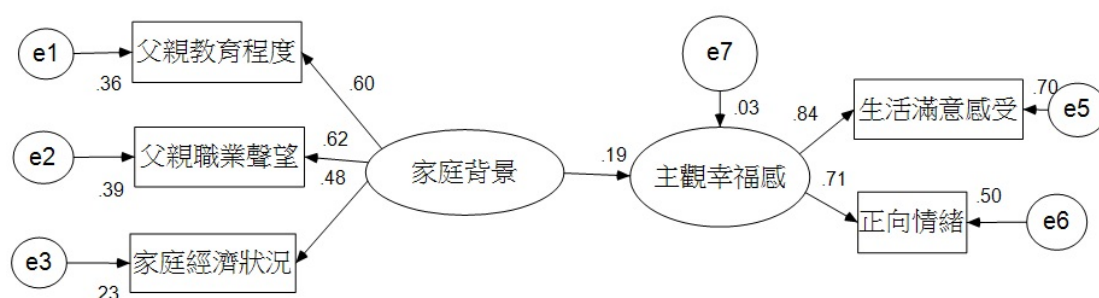 e1
父親教育程度
.36
.60
e2
父親職業聲望
.39
.62
.48
e3
家庭經濟狀況
.23
家庭背景
.19
e7
.03
主觀幸福感
.84
.71
生活滿意感受
.70
e5
正向情緒
.50
e6